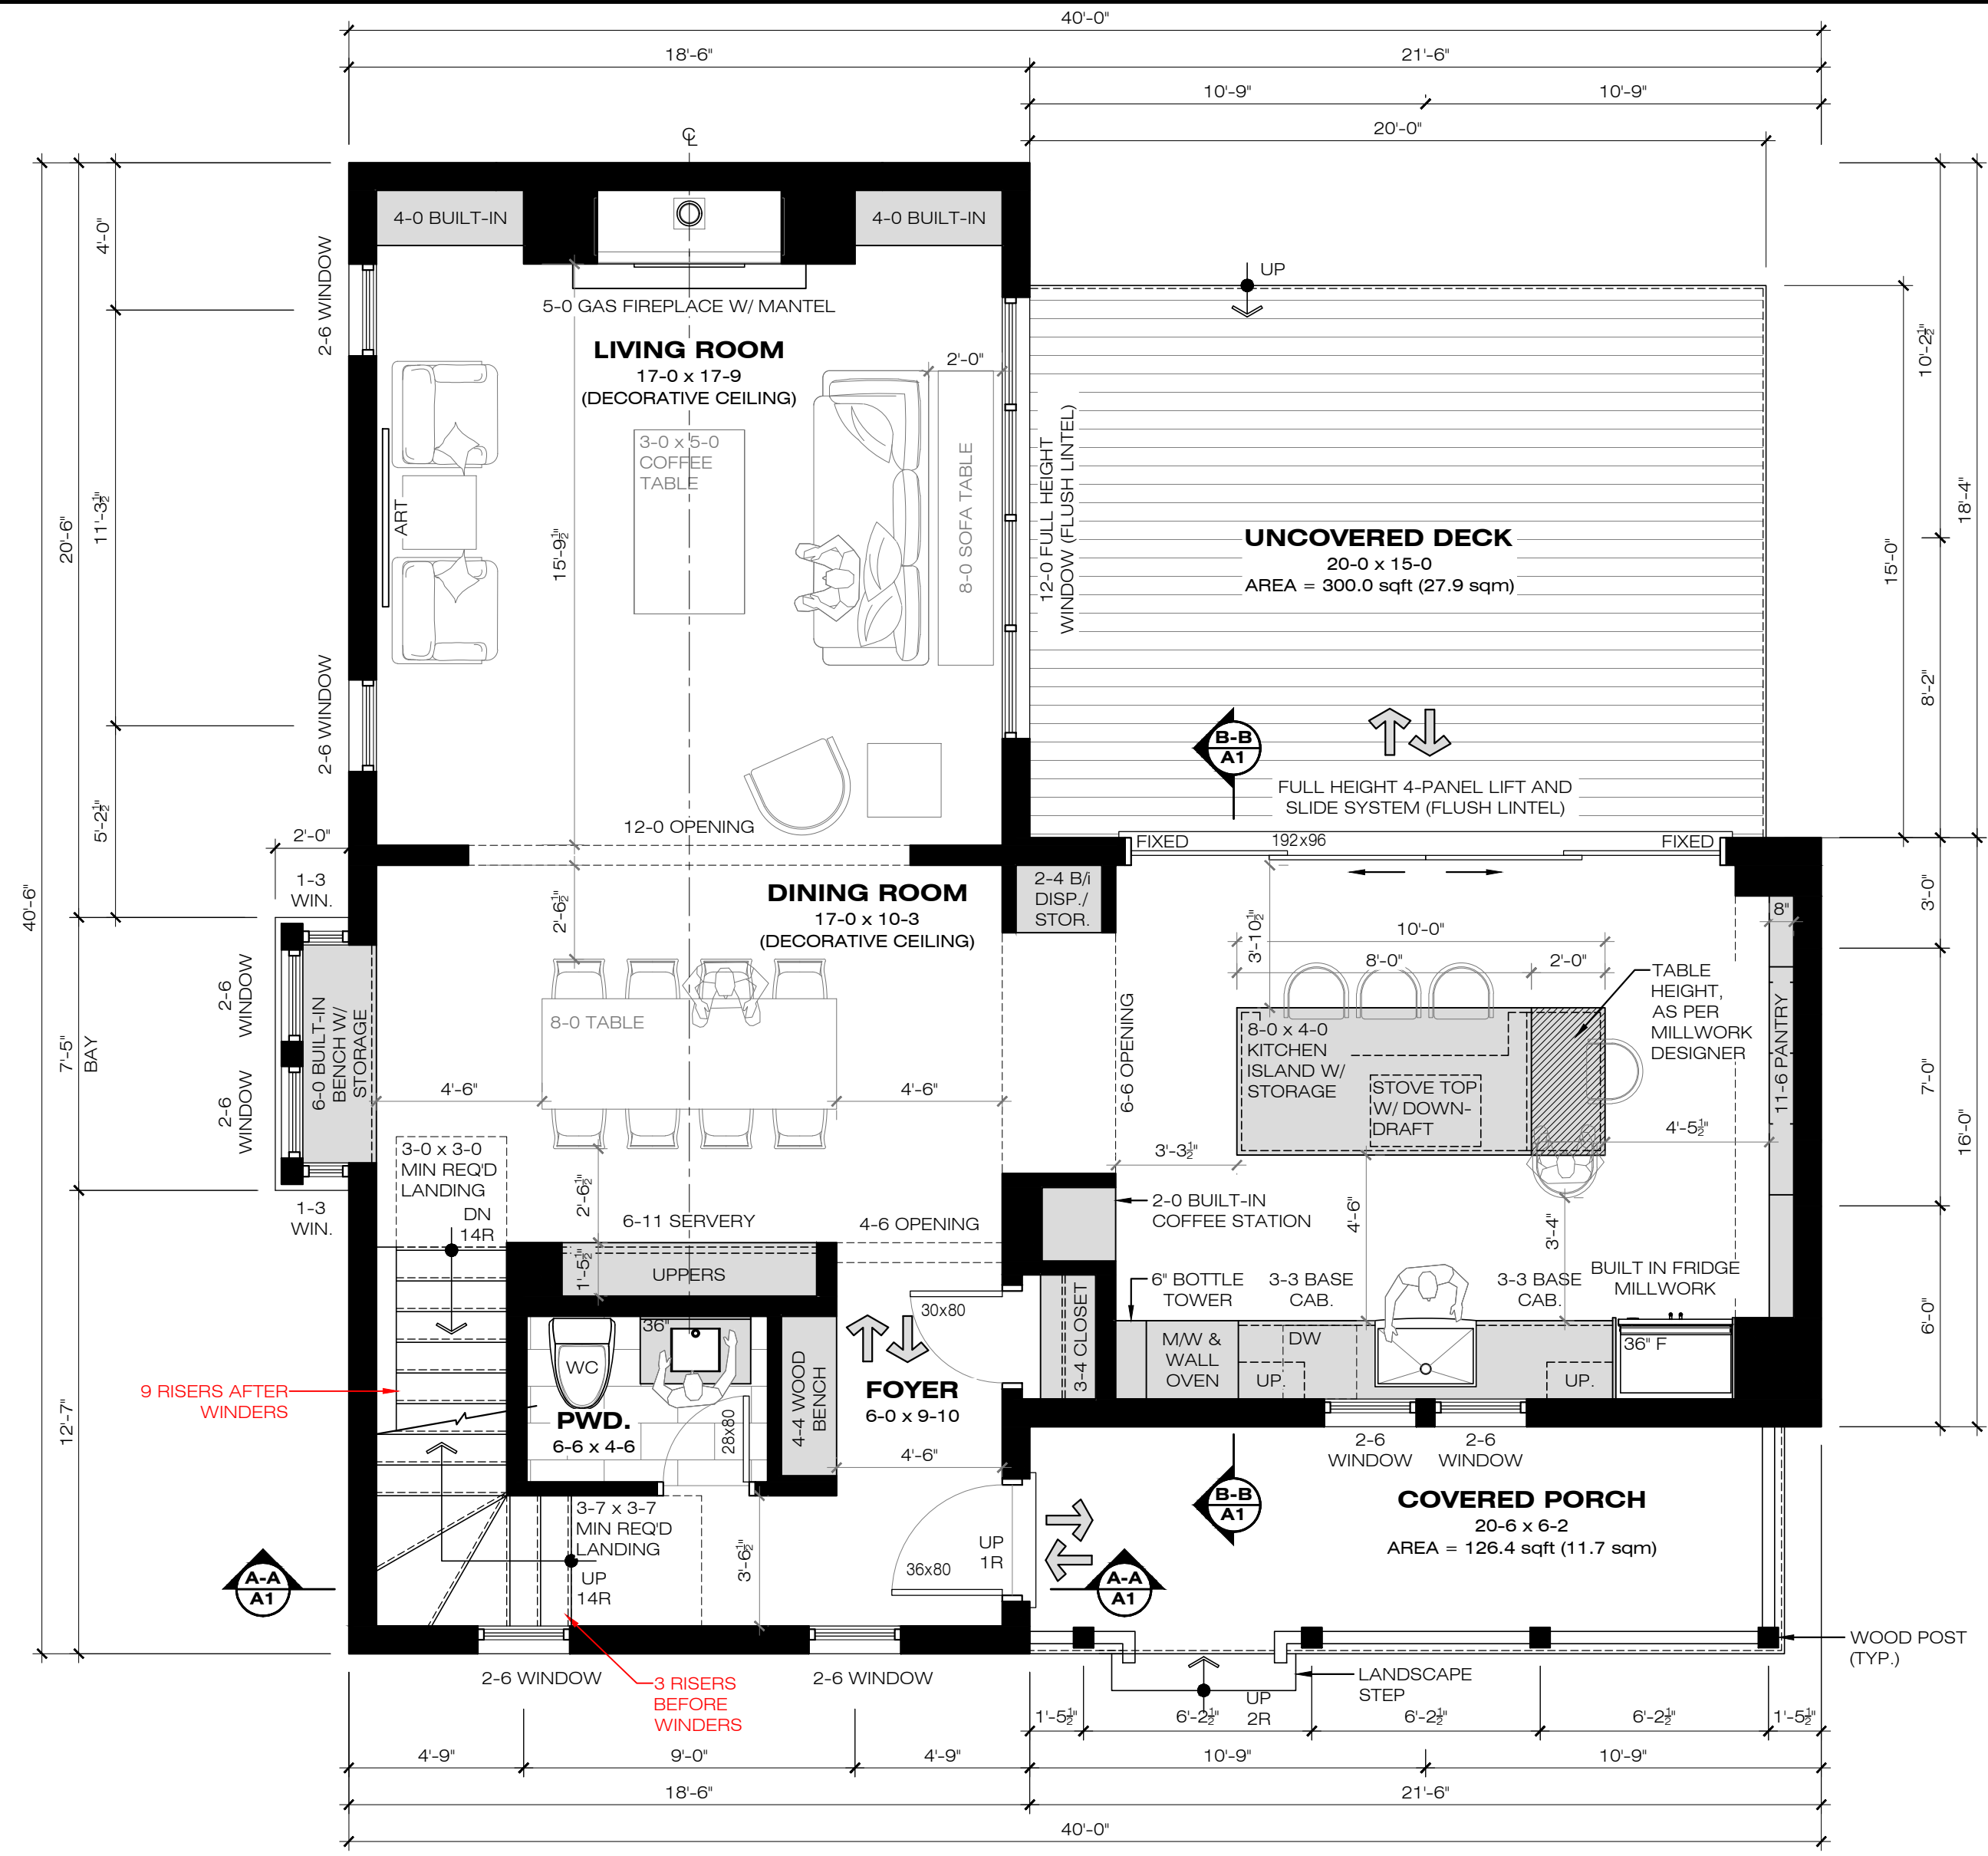 40'-0"
18'-6"
21'-6"
10'-9"
10'-9"
20'-0"
℄
4-0 BUILT-IN
4-0 BUILT-IN
4'-0"
2-6 WINDOW
UP
5-0 GAS FIREPLACE W/ MANTEL
LIVING ROOM
17-0 x 17-9
(DECORATIVE CEILING)
2'-0"
10'-2½"
3-0 x 5-0
COFFEE
TABLE
ART
8-0 SOFA TABLE
12-0 FULL HEIGHT
WINDOW (FLUSH LINTEL)
18'-4"
20'-6"
11'-3½"
15'-9½"
UNCOVERED DECK
20-0 x 15-0
AREA = 300.0 sqft (27.9 sqm)
15'-0"
2-6 WINDOW
8'-2"
B-B
A1
FULL HEIGHT 4-PANEL LIFT AND
SLIDE SYSTEM (FLUSH LINTEL)
5'-2½"
2'-0"
12-0 OPENING
FIXED
192x96
FIXED
40'-6"
1-3
WIN.
DINING ROOM
17-0 x 10-3
(DECORATIVE CEILING)
2'-6½"
2-4 B/i
DISP./
STOR.
3'-10½"
8"
3'-0"
10'-0"
8'-0"
2'-0"
TABLE
HEIGHT,
AS PER
MILLWORK
DESIGNER
2-6
WINDOW
6-0 BUILT-IN
BENCH W/
STORAGE
8-0 TABLE
6-6 OPENING
8-0 x 4-0
KITCHEN
ISLAND W/
STORAGE
STOVE TOP
W/ DOWN-
DRAFT
11-6 PANTRY
7'-5"
BAY
2-6
WINDOW
4'-6"
4'-6"
7'-0"
16'-0"
4'-5½"
3-0 x 3-0
MIN REQ'D
LANDING
DN
14R
3'-3½"
2'-6½"
1-3
WIN.
6-11 SERVERY
4-6 OPENING
2-0 BUILT-IN
COFFEE STATION
4'-6"
3'-4"
1'-5½"
UPPERS
6" BOTTLE
TOWER
3-3 BASE
CAB.
3-3 BASE
CAB.
BUILT IN FRIDGE
MILLWORK
30x80
3-4 CLOSET
6'-0"
36"
WC
M/W &
WALL
OVEN
DW
UP.
UP.
36" F
9 RISERS AFTER
WINDERS
4-4 WOOD
BENCH
FOYER
6-0 x 9-10
PWD.
6-6 x 4-6
28x80
12'-7"
4'-6"
2-6
WINDOW
2-6
WINDOW
3-7 x 3-7
MIN REQ'D
LANDING
B-B
A1
COVERED PORCH
20-6 x 6-2
AREA = 126.4 sqft (11.7 sqm)
UP
1R
3'-6½"
36x80
A-A
A1
UP
14R
A-A
A1
WOOD POST
(TYP.)
2-6 WINDOW
3 RISERS
BEFORE
WINDERS
2-6 WINDOW
LANDSCAPE
STEP
UP
2R
1'-5½"
6'-2½"
6'-2½"
6'-2½"
1'-5½"
4'-9"
9'-0"
4'-9"
10'-9"
10'-9"
18'-6"
21'-6"
40'-0"